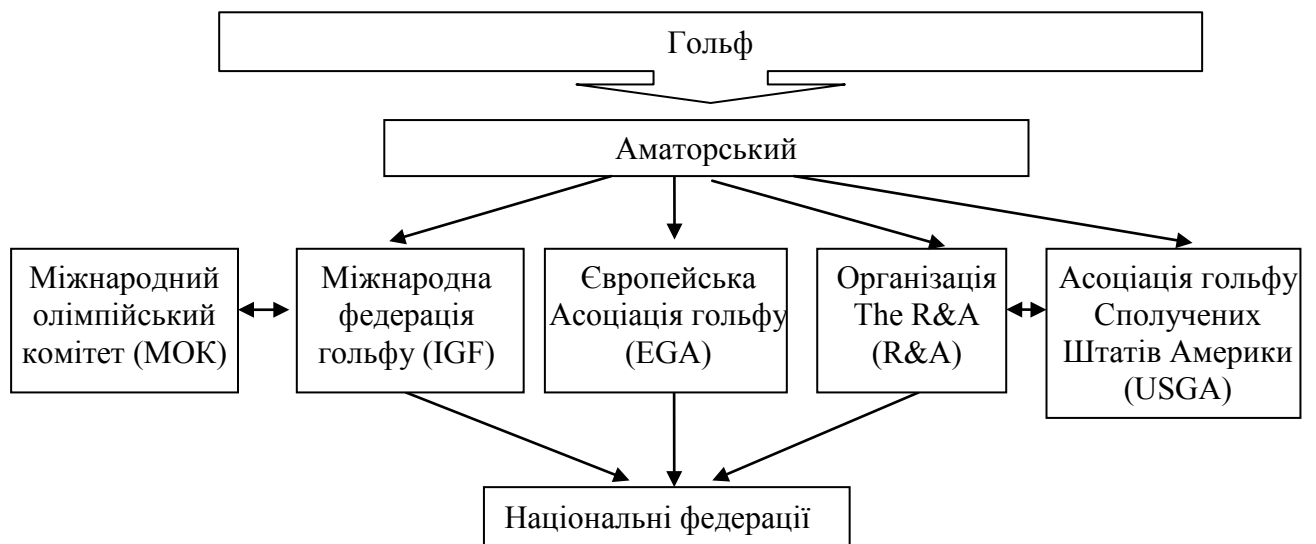 Гольф
Аматорський
Міжнародний
олімпійський
комітет (МОК)
Міжнародна
федерація
гольфу (IGF)
Європейська
Асоціація гольфу
(EGA)
Організація
The R&A
(R&A)
Асоціація гольфу
Сполучених
Штатів Америки
(USGA)
Національні федерації